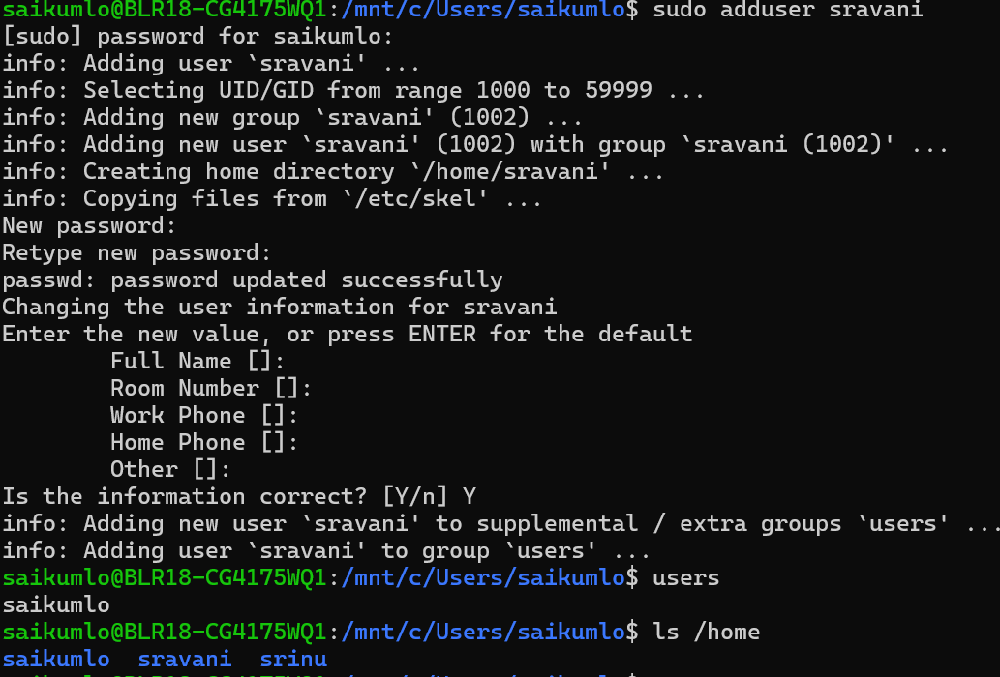 saikumlo@BLR18-CG4175WQ1:/mnt/c/Users/saikumlo$ sudo adduser sravani
[sudo] password for saikumlo:
info: Adding user `sravani' ...
info: Selecting UID/GID from range 1000 to 59999 ...
info: Adding new group `sravani' (1002) ...
info: Adding new user `sravani' (1002) with group `sravani (1002)' ...
info: Creating home directory `/home/sravani' ...
info: Copying files from `/etc/skel' ...
New password:
Retype new password:
passwd: password updated successfully
Changing the user information for sravani
Enter the new value, or press ENTER for the default
        Full Name []:
        Room Number []:
        Work Phone []:
        Home Phone []:
        Other []:
Is the information correct? [Y/n] Y
info: Adding new user `sravani' to supplemental / extra groups `users' ...
info: Adding user `sravani' to group `users' ...
saikumlo@BLR18-CG4175WQ1:/mnt/c/Users/saikumlo$ users
saikumlo
saikumlo@BLR18-CG4175WQ1:/mnt/c/Users/saikumlo$ ls /home
saikumlo  sravani  srinu